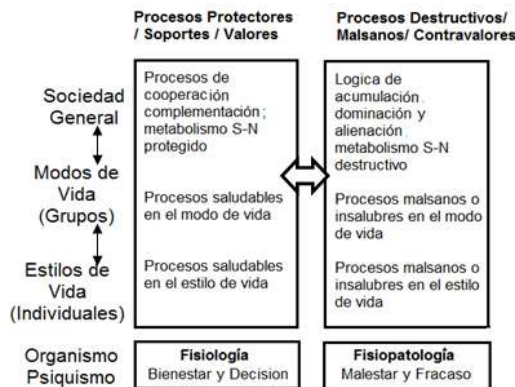 Procesos Protectores
/ Soportes / Valores
Procesos Destructivos/
Malsanos/ Contravalores
Sociedad
General
Procesos de
cooperación
complementación;
metabolismo S-N
protegido
Logica de
acumulación.
dominación y
alienación;
metabolismo S-N
destructivo
Modos de
Vida
(Grupos)
Procesos saludables
en el modo de vida
Procesos malsanos o
insalubres en el modo
de vida
Estilos de
Vida
(Individuales)
Procesos saludables
en el estilo de vida
Procesos malsanos o
insalubres en el estilo
de vida
Organismo
Psiquismo
Fisiología
Bienestar y Decision
Fisiopatología
Malestar y Fracaso